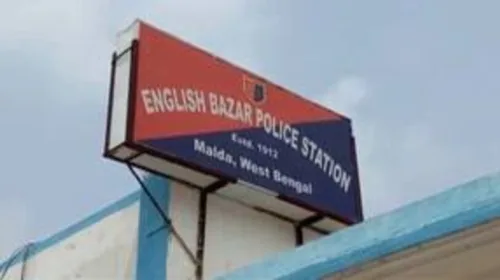 ENGLISH BAZAR POLICE STATION
Estd. 1912
Malda, West Bengal